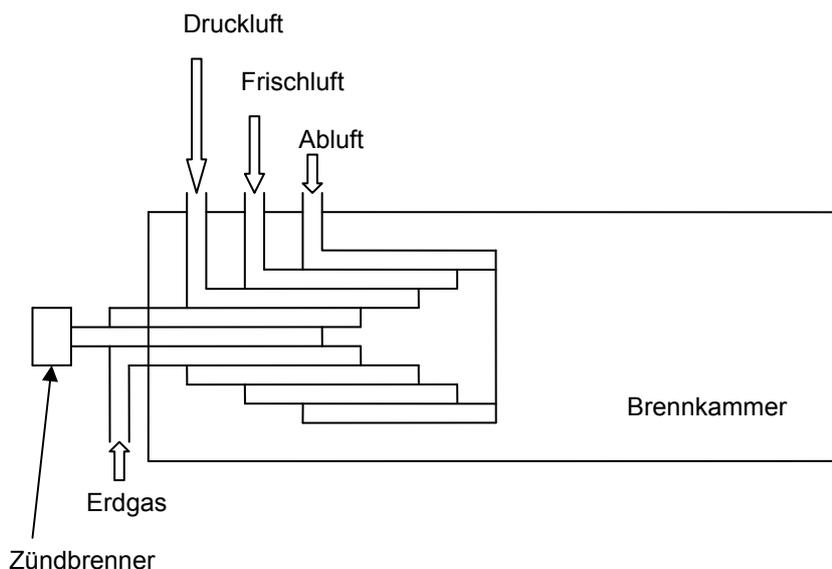 Druckluft
Frischluft
Abluft
Brennkammer
Erdgas
Zündbrenner